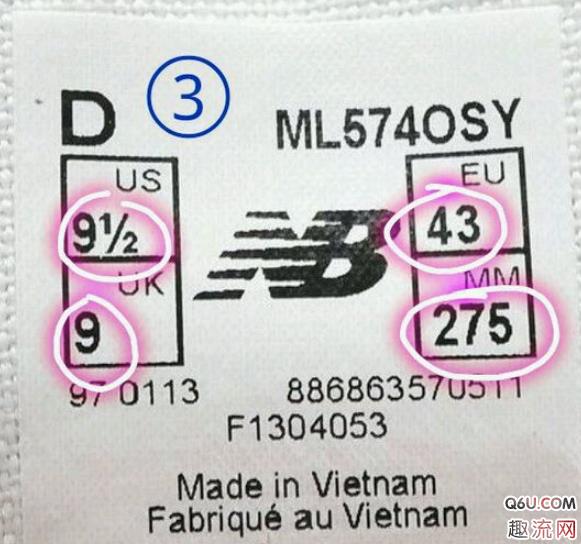 D ③ ML574OSY
US EU
9½ 43
UK MM
9 275
97 0113 886863570511
F1304053
Made in Vietnam
Fabriqué au Vietnam
Q6U.COM
趣流网